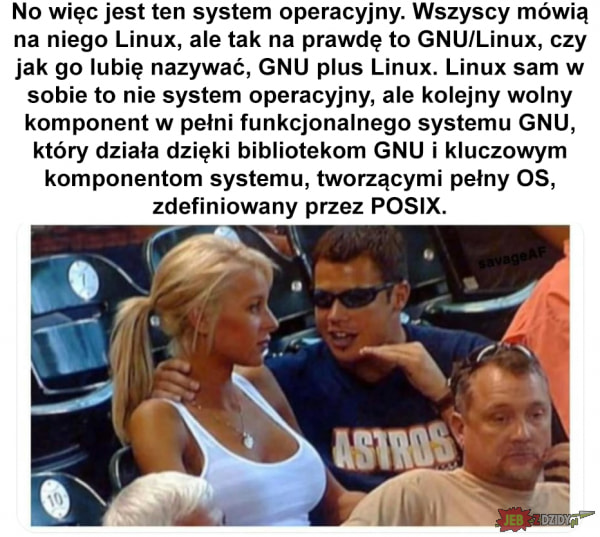 No więc jest ten system operacyjny. Wszyscy mówią
na niego Linux, ale tak na prawdę to GNU/Linux, czy
jak go lubię nazywać, GNU plus Linux. Linux sam w
sobie to nie system operacyjny, ale kolejny wolny
komponent w pełni funkcjonalnego systemu GNU,
który działa dzięki bibliotekom GNU i kluczowym
komponentom systemu, tworzącymi pełny OS,
zdefiniowany przez POSIX.
savageAF
ASTROS
10
JEB Z DZIDY.pl